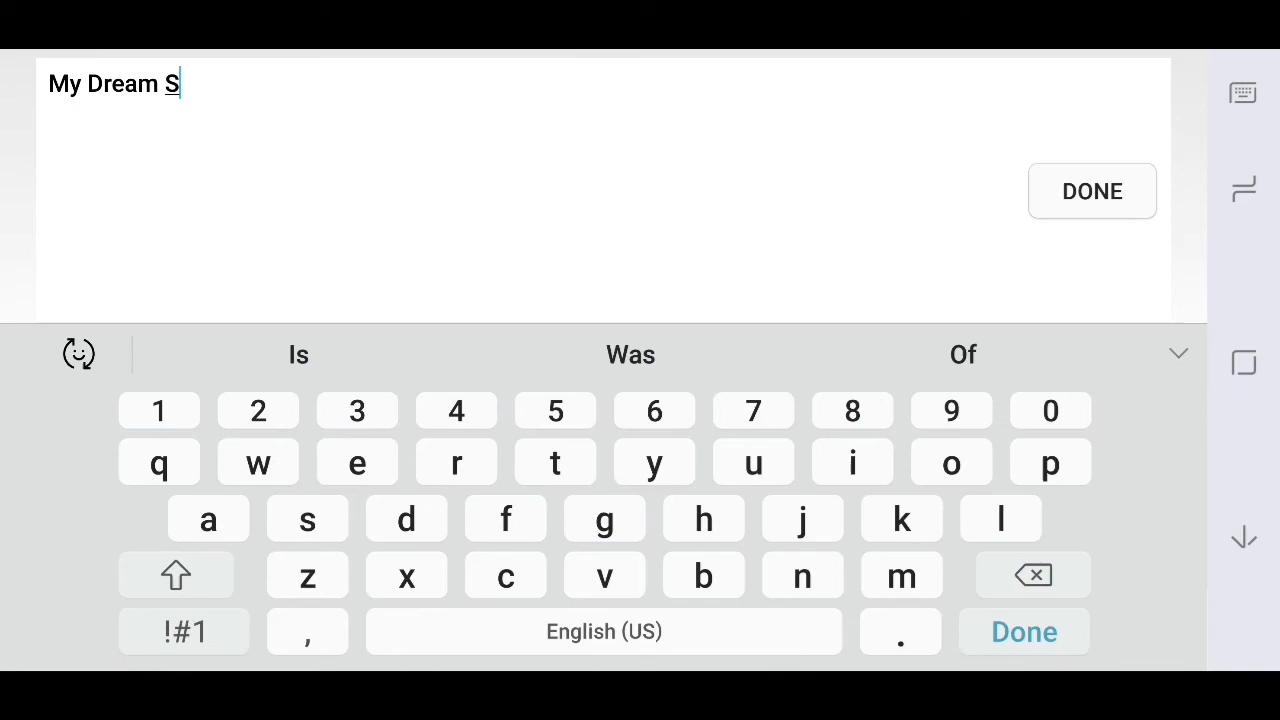 My Dream S
DONE
Is Was Of
1 2 3 4 5 6 7 8 9 0
q w e r t y u i o p
a s d f g h j k l
z x c v b n m
!#1 , English (US) . Done